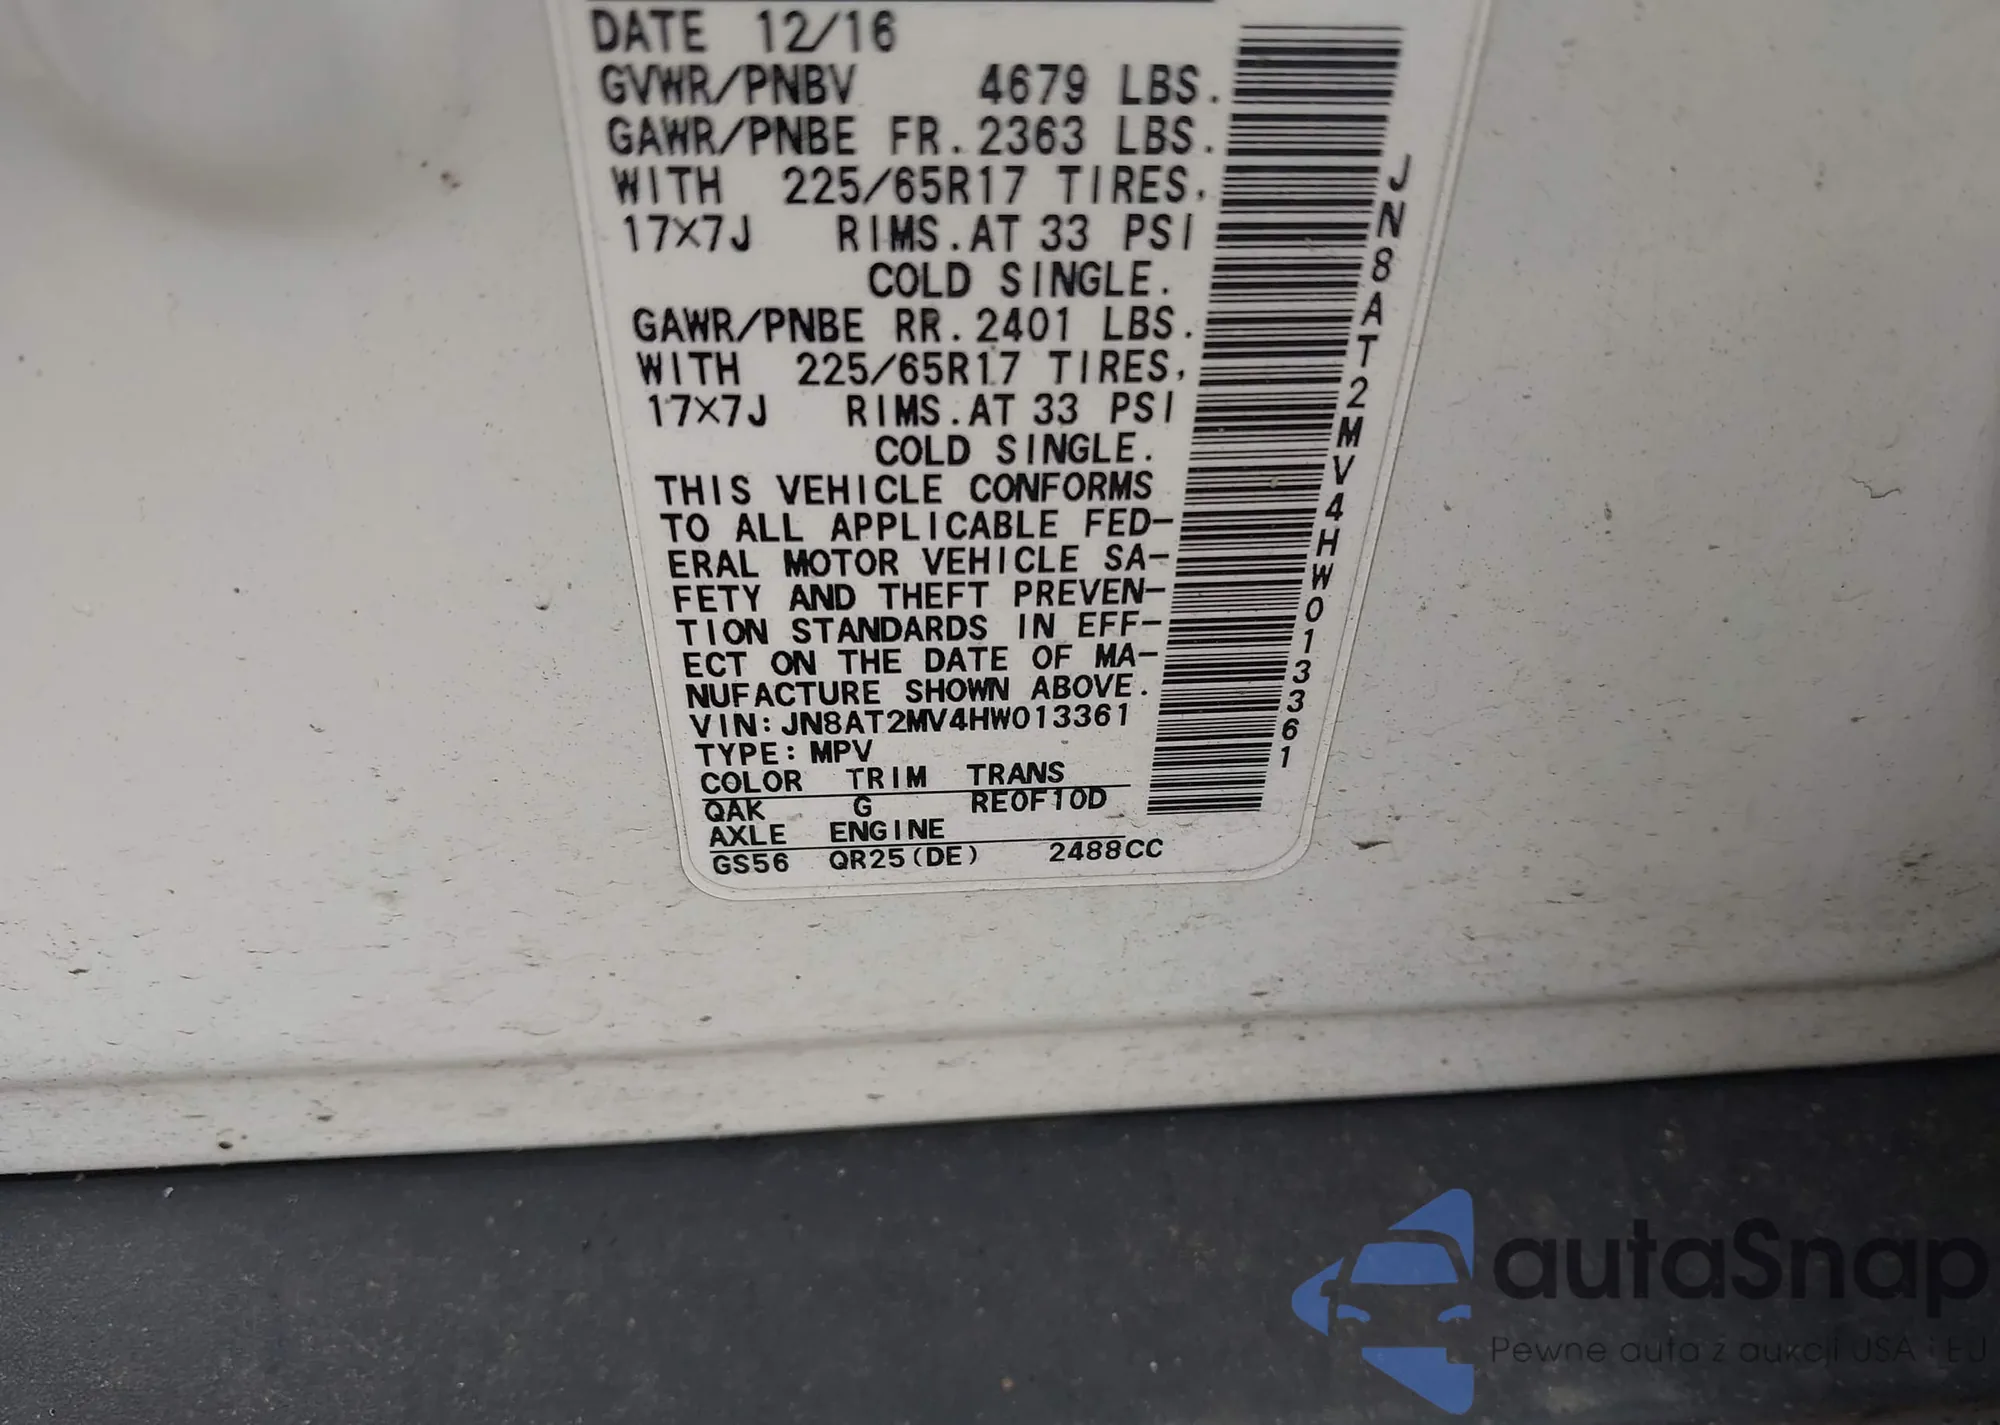 DATE 12/16
GVWR/PNBV 4679 LBS.
GAWR/PNBE FR. 2363 LBS.
WITH 225/65R17 TIRES,
17X7J RIMS. AT 33 PSI
COLD SINGLE.
GAWR/PNBE RR. 2401 LBS.
WITH 225/65R17 TIRES,
17X7J RIMS. AT 33 PSI
COLD SINGLE.
THIS VEHICLE CONFORMS
TO ALL APPLICABLE FED-
ERAL MOTOR VEHICLE SA-
FETY AND THEFT PREVEN-
TION STANDARDS IN EFF-
ECT ON THE DATE OF MA-
NUFACTURE SHOWN ABOVE.
VIN: JN8AT2MV4HW013361
TYPE: MPV
COLOR TRIM TRANS
QAK G RE0F10D
AXLE ENGINE
GS56 QR25(DE) 2488CC
JN8AT2MV4HW013361
autaSnap
Pewne auta z aukcji USA i EU